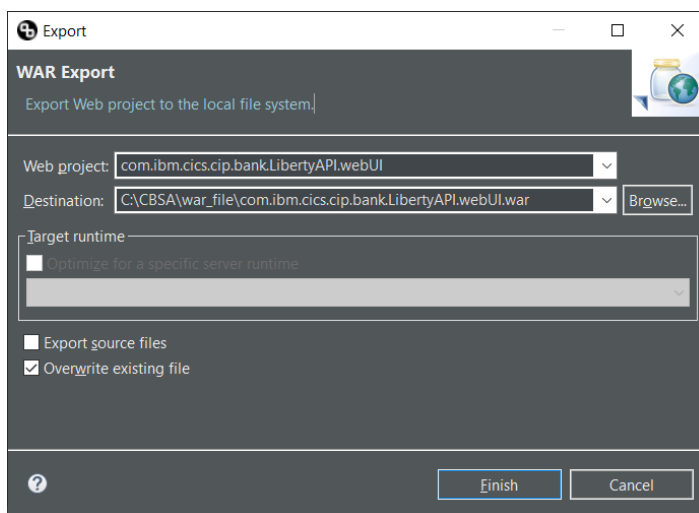 Export
WAR Export
Export Web project to the local file system.
Web project: com.ibm.cics.cip.bank.LibertyAPI.webUI
Destination: C:\CBSA\war_file\com.ibm.cics.cip.bank.LibertyAPI.webUI.war Browse...
Target runtime
Optimize for a specific server runtime
Export source files
Overwrite existing file
Finish Cancel